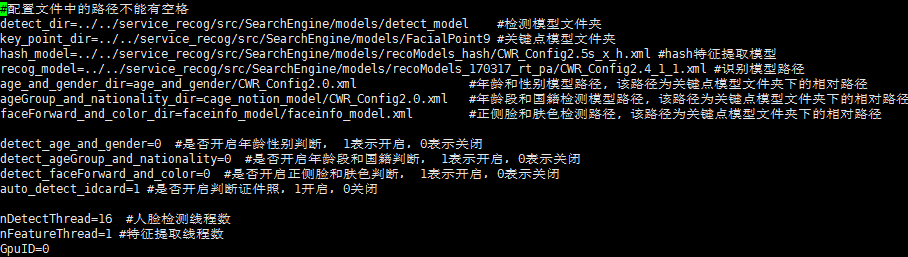 #配置文件中的路径不能有空格
detect_dir=../../service_recog/src/SearchEngine/models/detect_model    #检测模型文件夹
key_point_dir=../../service_recog/src/SearchEngine/models/FacialPoint9 #关键点模型文件夹
hash_model=../../service_recog/src/SearchEngine/models/recoModels_hash/CWR_Config2.5s_x_h.xml #hash特征提取模型
recog_model=../../service_recog/src/SearchEngine/models/recoModels_170317_rt_pa/CWR_Config2.4_1_1.xml #识别模型路径
age_and_gender_dir=age_and_gender/CWR_Config2.0.xml                #年龄和性别模型路径, 该路径为关键点模型文件夹下的相对路径
ageGroup_and_nationality_dir=cage_notion_model/CWR_Config2.0.xml   #年龄段和国籍检测模型路径, 该路径为关键点模型文件夹下的相对路径
faceForward_and_color_dir=faceinfo_model/faceinfo_model.xml        #正侧脸和肤色检测路径, 该路径为关键点模型文件夹下的相对路径
detect_age_and_gender=0  #是否开启年龄性别判断,  1表示开启, 0表示关闭
detect_ageGroup_and_nationality=0  #是否开启年龄段和国籍判断,  1表示开启, 0表示关闭
detect_faceForward_and_color=0  #是否开启正侧脸和肤色判断,  1表示开启, 0表示关闭
auto_detect_idcard=1 #是否开启判断证件照, 1开启, 0关闭
nDetectThread=16  #人脸检测线程数
nFeatureThread=1 #特征提取线程数
GpuID=0